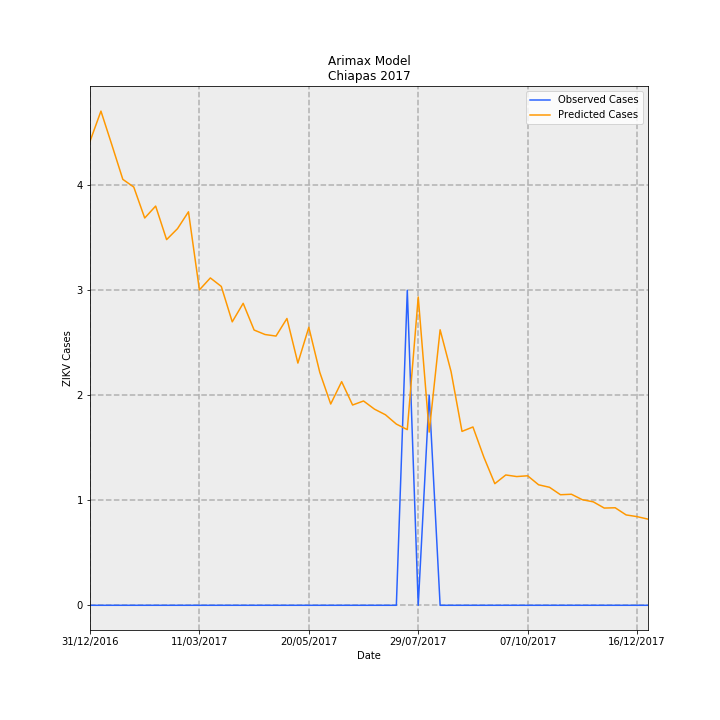 Arimax Model
Chiapas 2017
Observed Cases
Predicted Cases
ZIKV Cases
4
3
2
1
0
31/12/2016
11/03/2017
20/05/2017
29/07/2017
07/10/2017
16/12/2017
Date